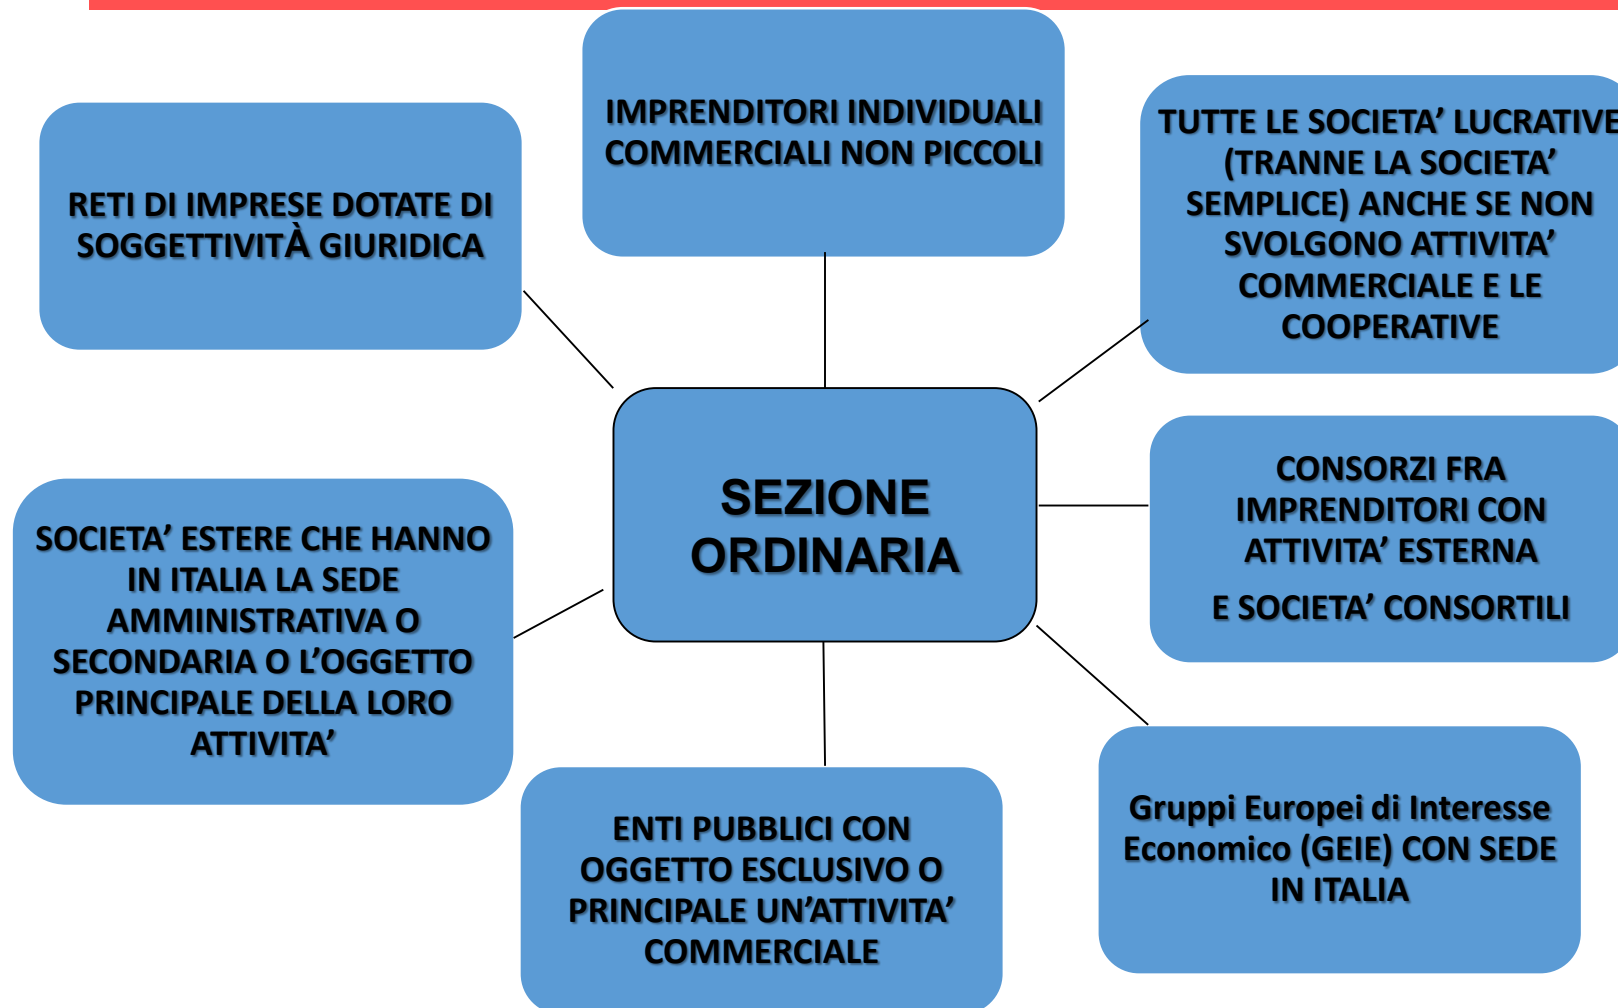 IMPRENDITORI INDIVIDUALI
COMMERCIALI NON PICCOLI
TUTTE LE SOCIETA’ LUCRATIVE
(TRANNE LA SOCIETA’
SEMPLICE) ANCHE SE NON
SVOLGONO ATTIVITA’
COMMERCIALE E LE
COOPERATIVE
RETI DI IMPRESE DOTATE DI
SOGGETTIVITÀ GIURIDICA
SEZIONE
ORDINARIA
CONSORZI FRA
IMPRENDITORI CON
ATTIVITA’ ESTERNA
E SOCIETA’ CONSORTILI
SOCIETA’ ESTERE CHE HANNO
IN ITALIA LA SEDE
AMMINISTRATIVA O
SECONDARIA O L’OGGETTO
PRINCIPALE DELLA LORO
ATTIVITA’
ENTI PUBBLICI CON
OGGETTO ESCLUSIVO O
PRINCIPALE UN’ATTIVITA’
COMMERCIALE
Gruppi Europei di Interesse
Economico (GEIE) CON SEDE
IN ITALIA